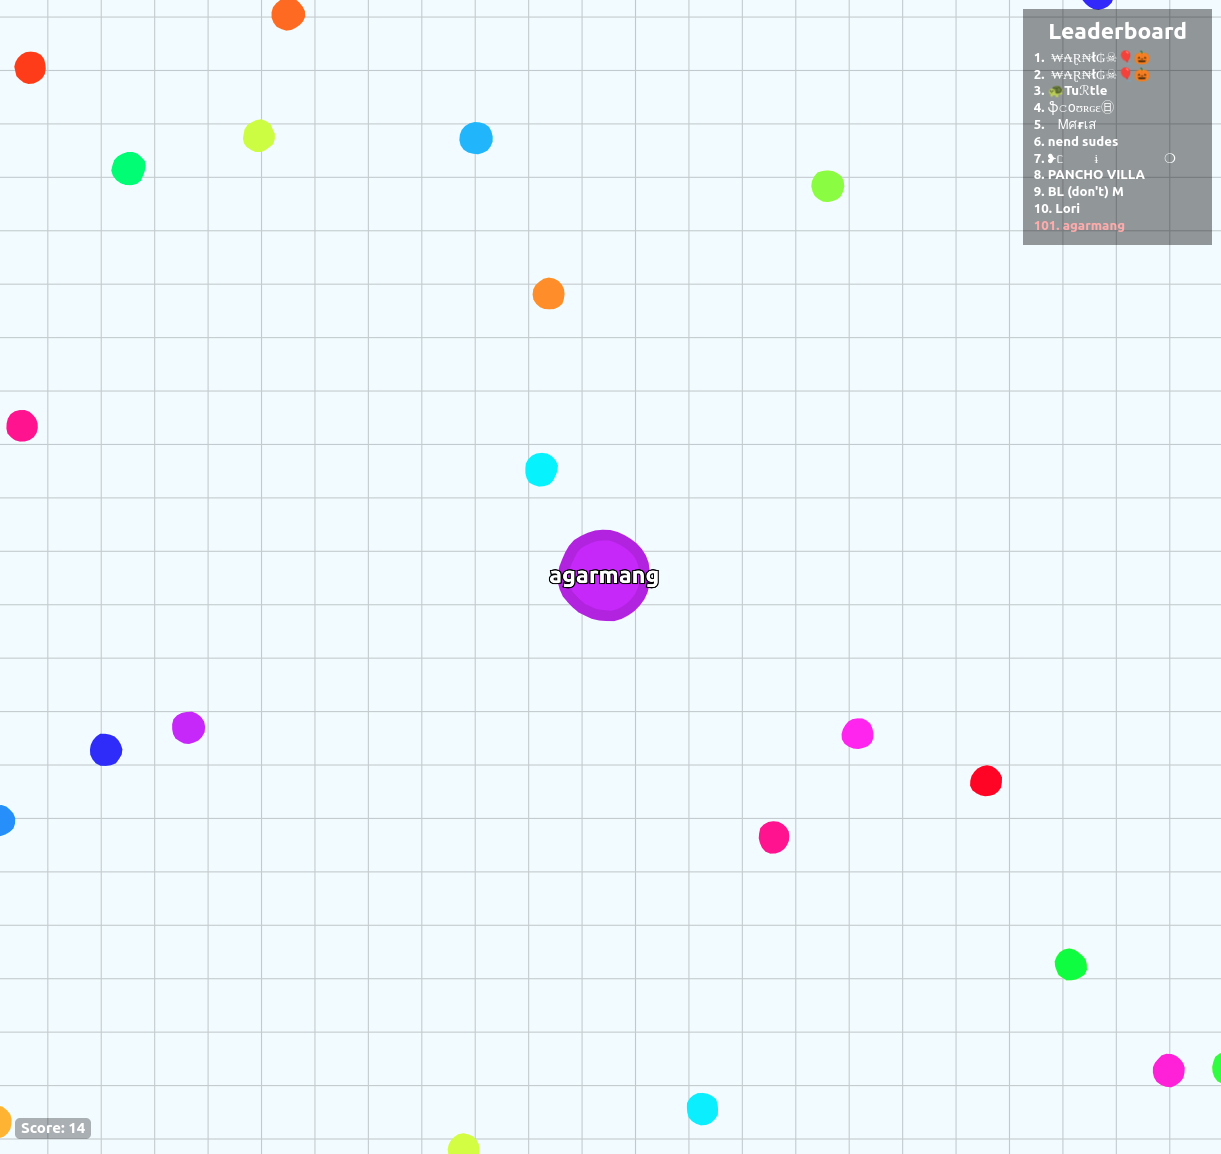 Leaderboard
1. ₩₳Ɽ₦ł₲☠🎈🎃
2. ₩₳Ɽ₦ł₲☠🎈🎃
3. 🐢Tuℛtle
4.
5.
6. nend sudes
7.
8. PANCHO VILLA
9. BL (don't) M
10. Lori
101. agarmang
agarmang
Score: 14